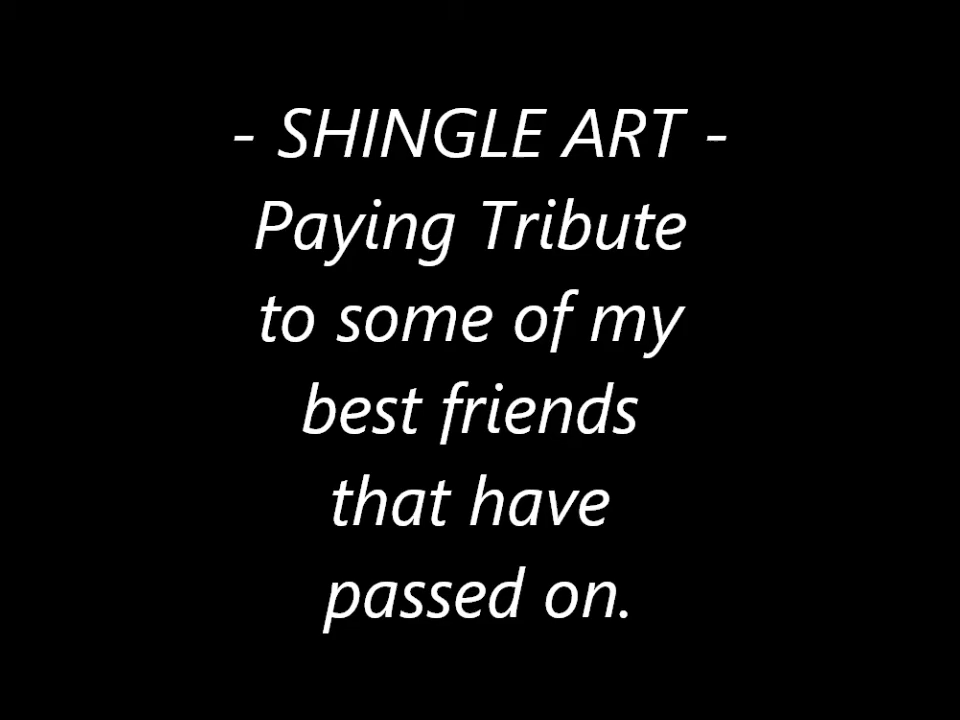 - SHINGLE ART -
Paying Tribute
to some of my
best friends
that have
passed on.